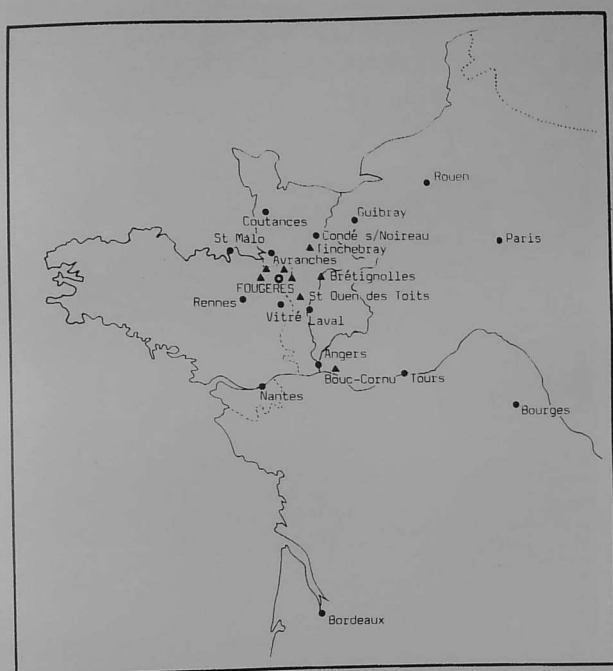 Rouen
Coutances
Guibray
St Malo
Condé s/Noireau
Tinchebray
Paris
Avranches
FOUGERES
Brétignolles
Rennes
St Ouen des Toits
Vitré
Laval
Angers
Bouc-Cornu
Tours
Nantes
Bourges
Bordeaux